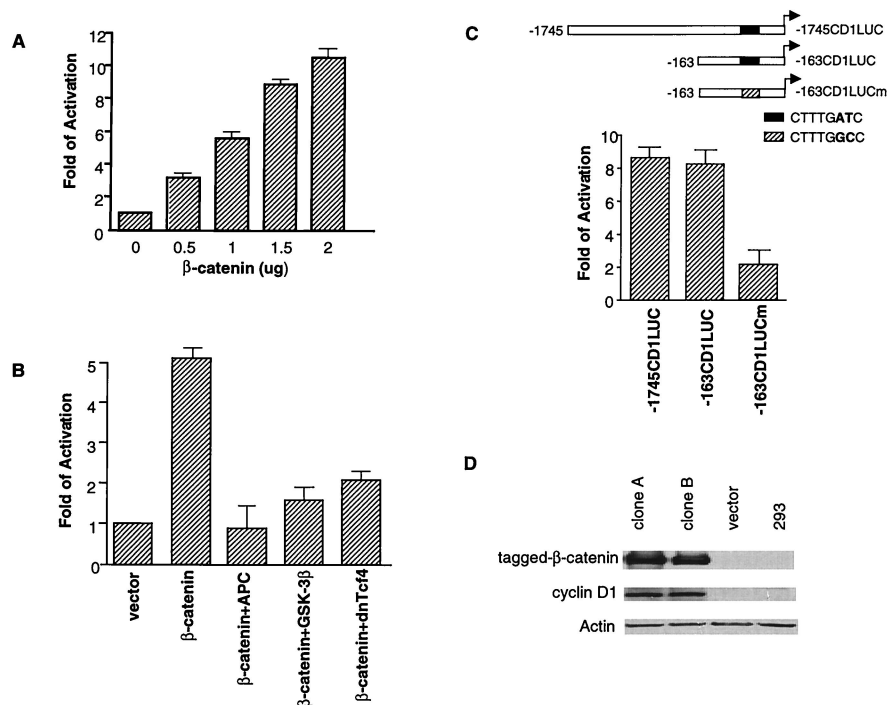 A
Fold of Activation
12
10
8
6
4
2
0
0 0.5 1 1.5 2
β-catenin (ug)
B
Fold of Activation
5
4
3
2
1
0
vector
β-catenin
β-catenin+APC
β-catenin+GSK-3β
β-catenin+dnTcf4
C
-1745 -1745CD1LUC
-163 -163CD1LUC
-163 -163CD1LUCm
CTTTGATC
CTTTGGCC
Fold of Activation
10
8
6
4
2
0
-1745CD1LUC
-163CD1LUC
-163CD1LUCm
D
clone A
clone B
vector
293
tagged-β-catenin
cyclin D1
Actin